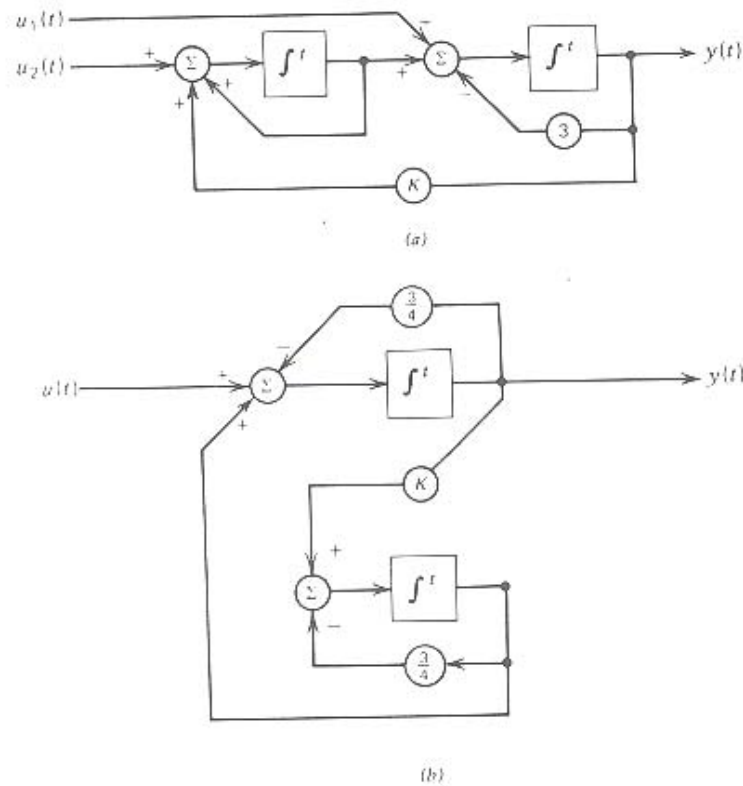 u₁(t)
−
u₂(t) + Σ ∫ᵗ + Σ ∫ᵗ y(t)
+ + −
3
K
(a)
3/4
−
u(t) + Σ ∫ᵗ y(t)
+
K
+
Σ ∫ᵗ
−
3/4
(b)